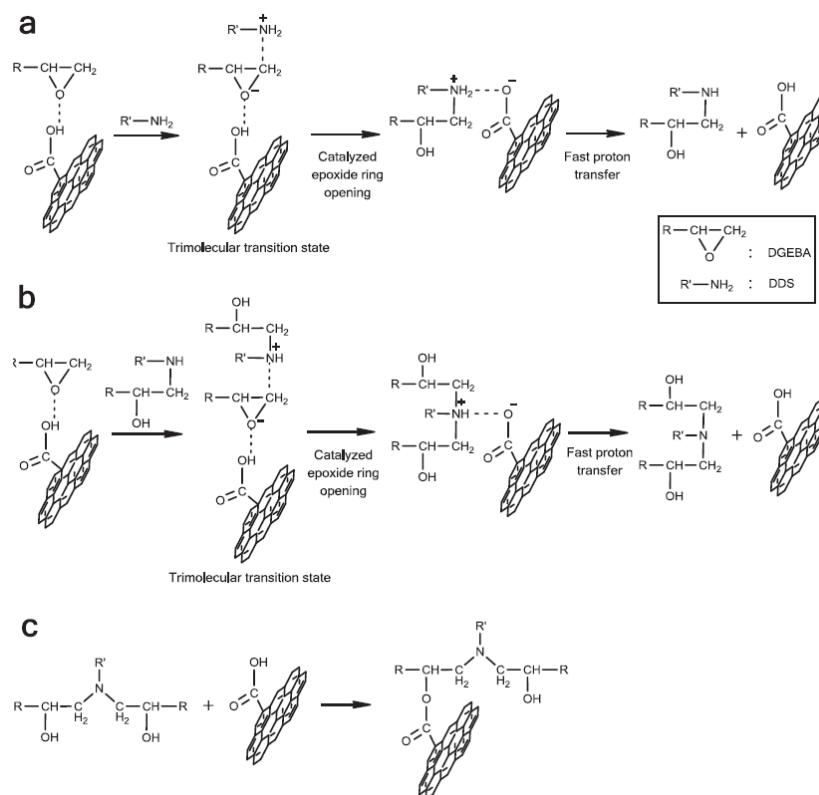 a
R'—NH₂
+
R—CH—CH₂
O−
OH
O
C
Trimolecular transition state
R—CH—CH₂
O
OH
O
C
R'—NH₂
Catalyzed
epoxide ring
opening
R'—NH₂
+
O−
R—CH
CH₂
OH
O
C
Fast proton
transfer
R'—NH
R—CH
CH₂
OH
+
OH
O
C
R—CH—CH₂
O
: DGEBA
R'—NH₂ : DDS
b
R—CH—CH₂
O
OH
O
C
R'—NH
R—CH
CH₂
OH
OH
R—CH
CH₂
+
R'—NH
R—CH—CH₂
O−
OH
O
C
Trimolecular transition state
Catalyzed
epoxide ring
opening
OH
R—CH
CH₂
+
R'—NH
O−
R—CH
CH₂
OH
O
C
Fast proton
transfer
OH
R—CH
CH₂
R'—N
R—CH
CH₂
OH
+
OH
O
C
c
R'
N
R—CH
C
H₂
CH₂
CH—R
OH
OH
+
OH
O
C
R'
N
R—CH
C
H₂
C
H₂
CH—R
O
OH
O
C